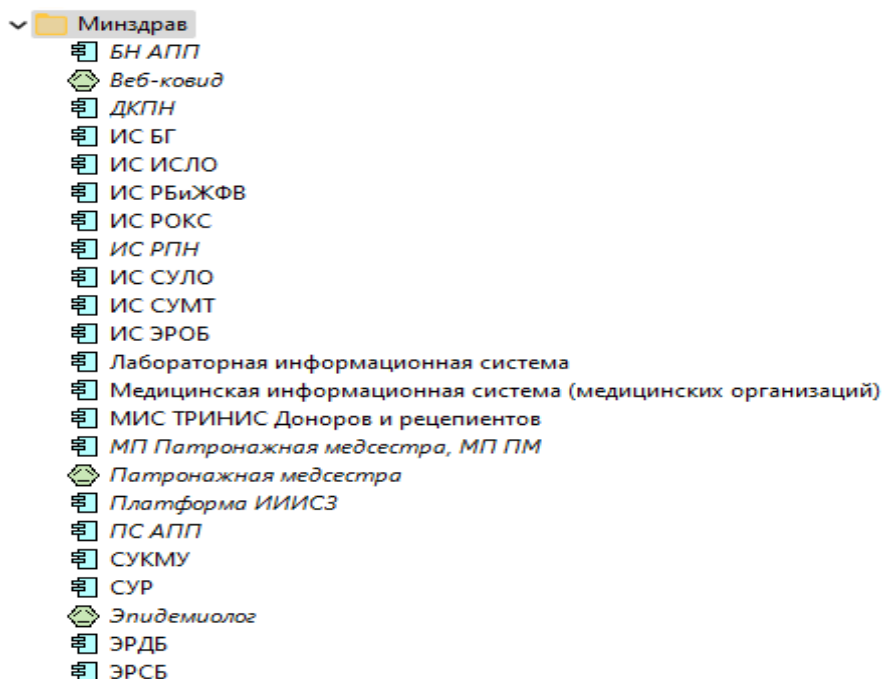 Минздрав
БН АПП
Веб-ковид
ДКПН
ИС БГ
ИС ИСЛО
ИС РБиЖФВ
ИС РОКС
ИС РПН
ИС СУЛО
ИС СУМТ
ИС ЭРОБ
Лабораторная информационная система
Медицинская информационная система (медицинских организаций)
МИС ТРИНИС Доноров и рецепиентов
МП Патронажная медсестра, МП ПМ
Патронажная медсестра
Платформа ИИИСЗ
ПС АПП
СУКМУ
СУР
Эпидемиолог
ЭРДБ
ЭРСБ